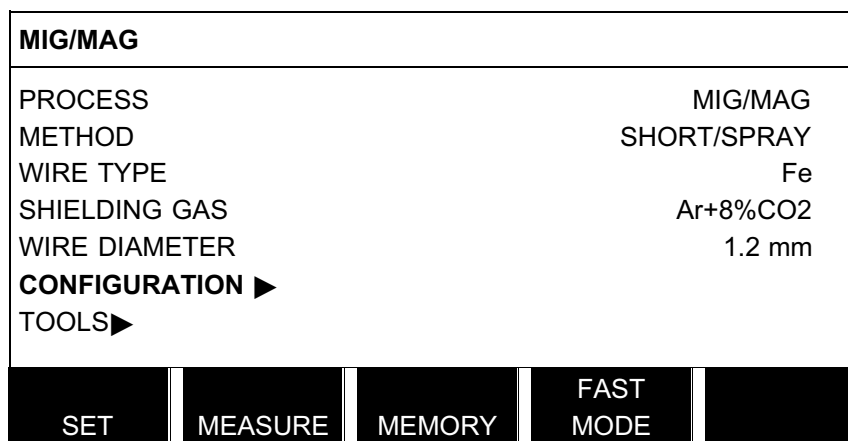 MIG/MAG
PROCESS MIG/MAG
METHOD SHORT/SPRAY
WIRE TYPE Fe
SHIELDING GAS Ar+8%CO2
WIRE DIAMETER 1.2 mm
CONFIGURATION ▶
TOOLS▶
SET MEASURE MEMORY FAST MODE